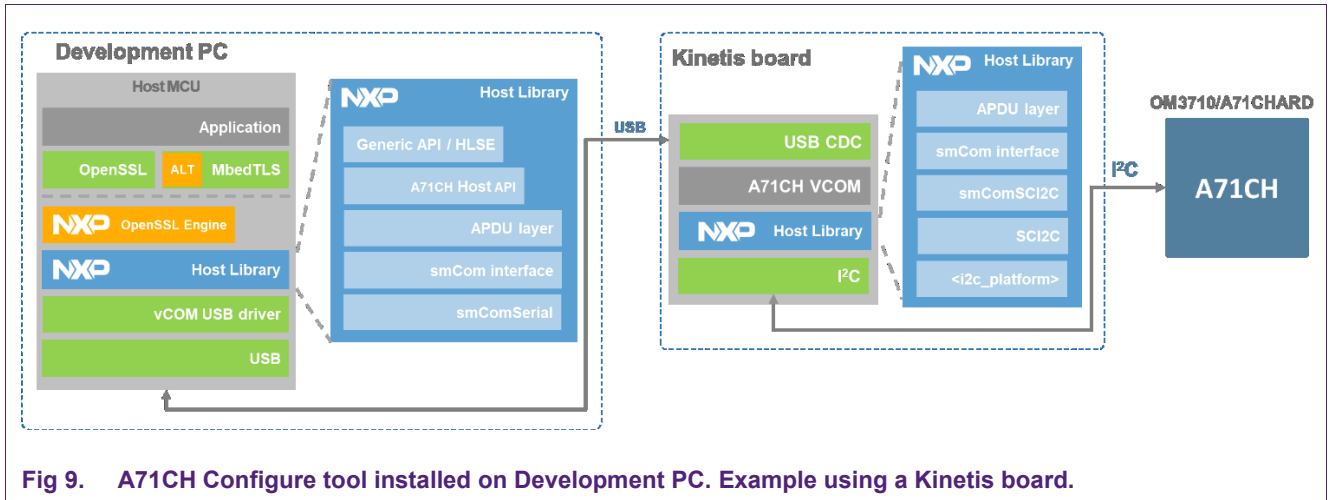 Development PC
Host MCU
Application
OpenSSL
ALT
MbedTLS
NXP OpenSSL Engine
NXP Host Library
vCOM USB driver
USB
NXP Host Library
Generic API / HLSE
A71CH Host API
APDU layer
smCom interface
smComSerial
USB
Kinetis board
USB CDC
A71CH VCOM
NXP Host Library
I²C
NXP Host Library
APDU layer
smCom interface
smComSCI2C
SCI2C
<i2c_platform>
I²C
OM3710/A71CHARD
A71CH
Fig 9. A71CH Configure tool installed on Development PC. Example using a Kinetis board.